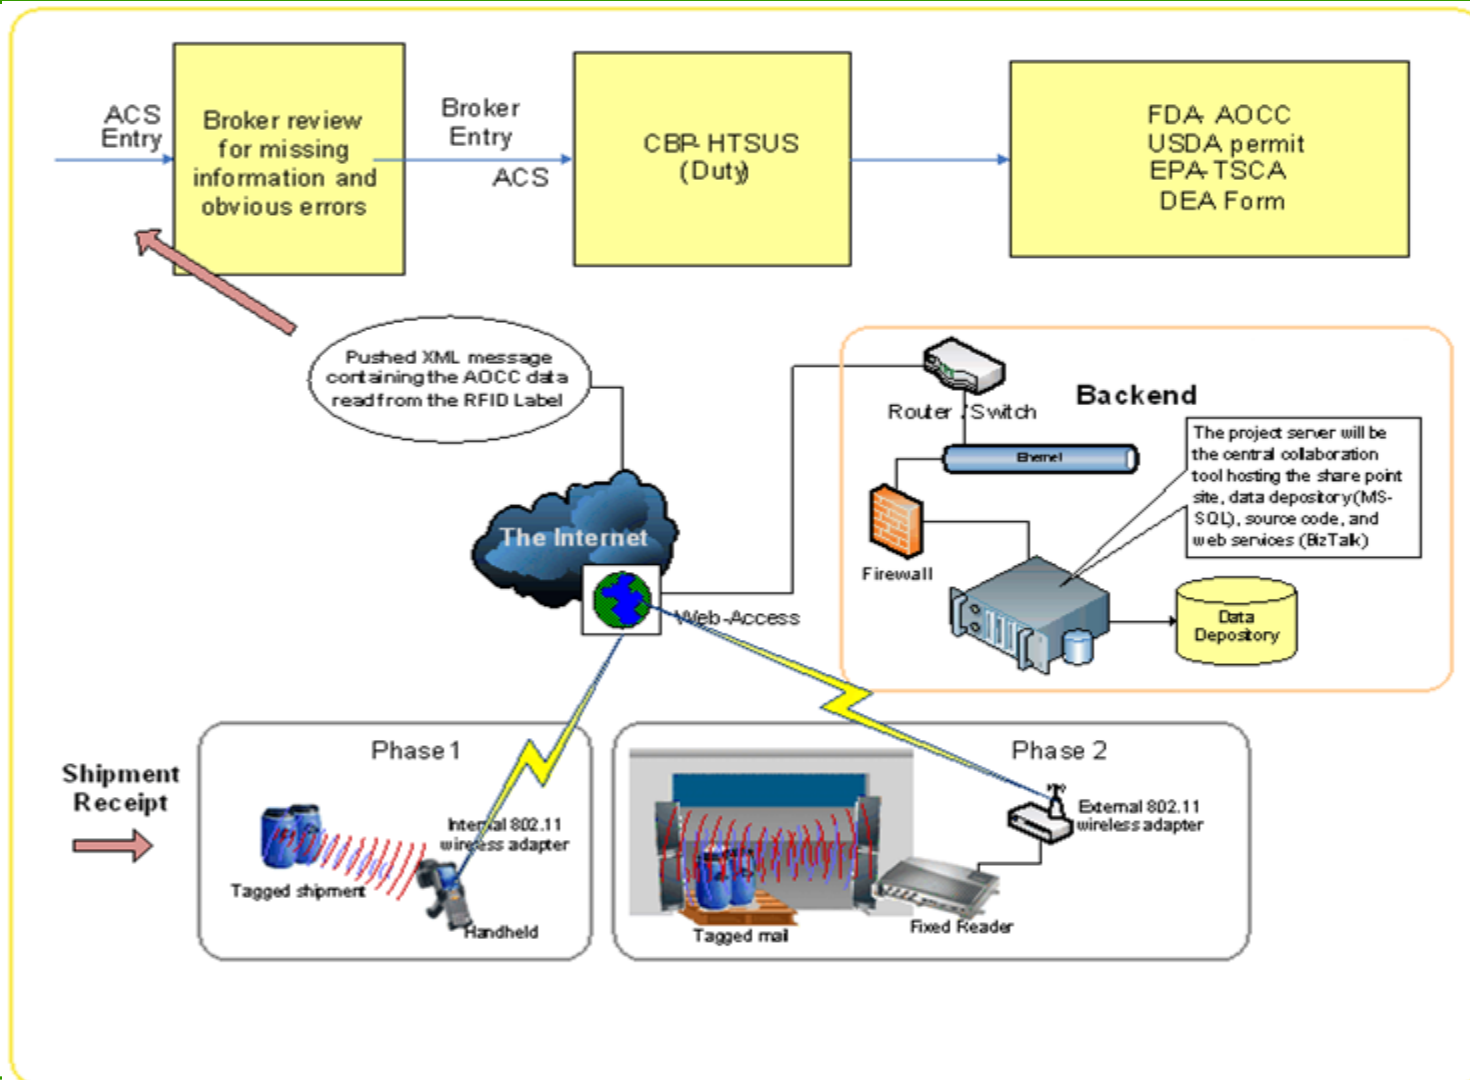 ACS
Entry
Broker review
for missing
information and
obvious errors
Broker
Entry
ACS
CBP-HTSUS
(Duty)
FDA- AOCC
USDA permit
EPA-TSCA
DEA Form
Pushed XML message
containing the AOCC data
read from the RFID Label
Router / Switch
Backend
Ethernet
The project server will be
the central collaboration
tool hosting the share point
site, data depository(MS-
SQL), source code, and
web services (BizTalk)
Firewall
Data
Depository
The Internet
Web-Access
Shipment
Receipt
Phase 1
Internal 802.11
wireless adapter
Tagged shipment
Handheld
Phase 2
External 802.11
wireless adapter
Tagged mail
Fixed Reader